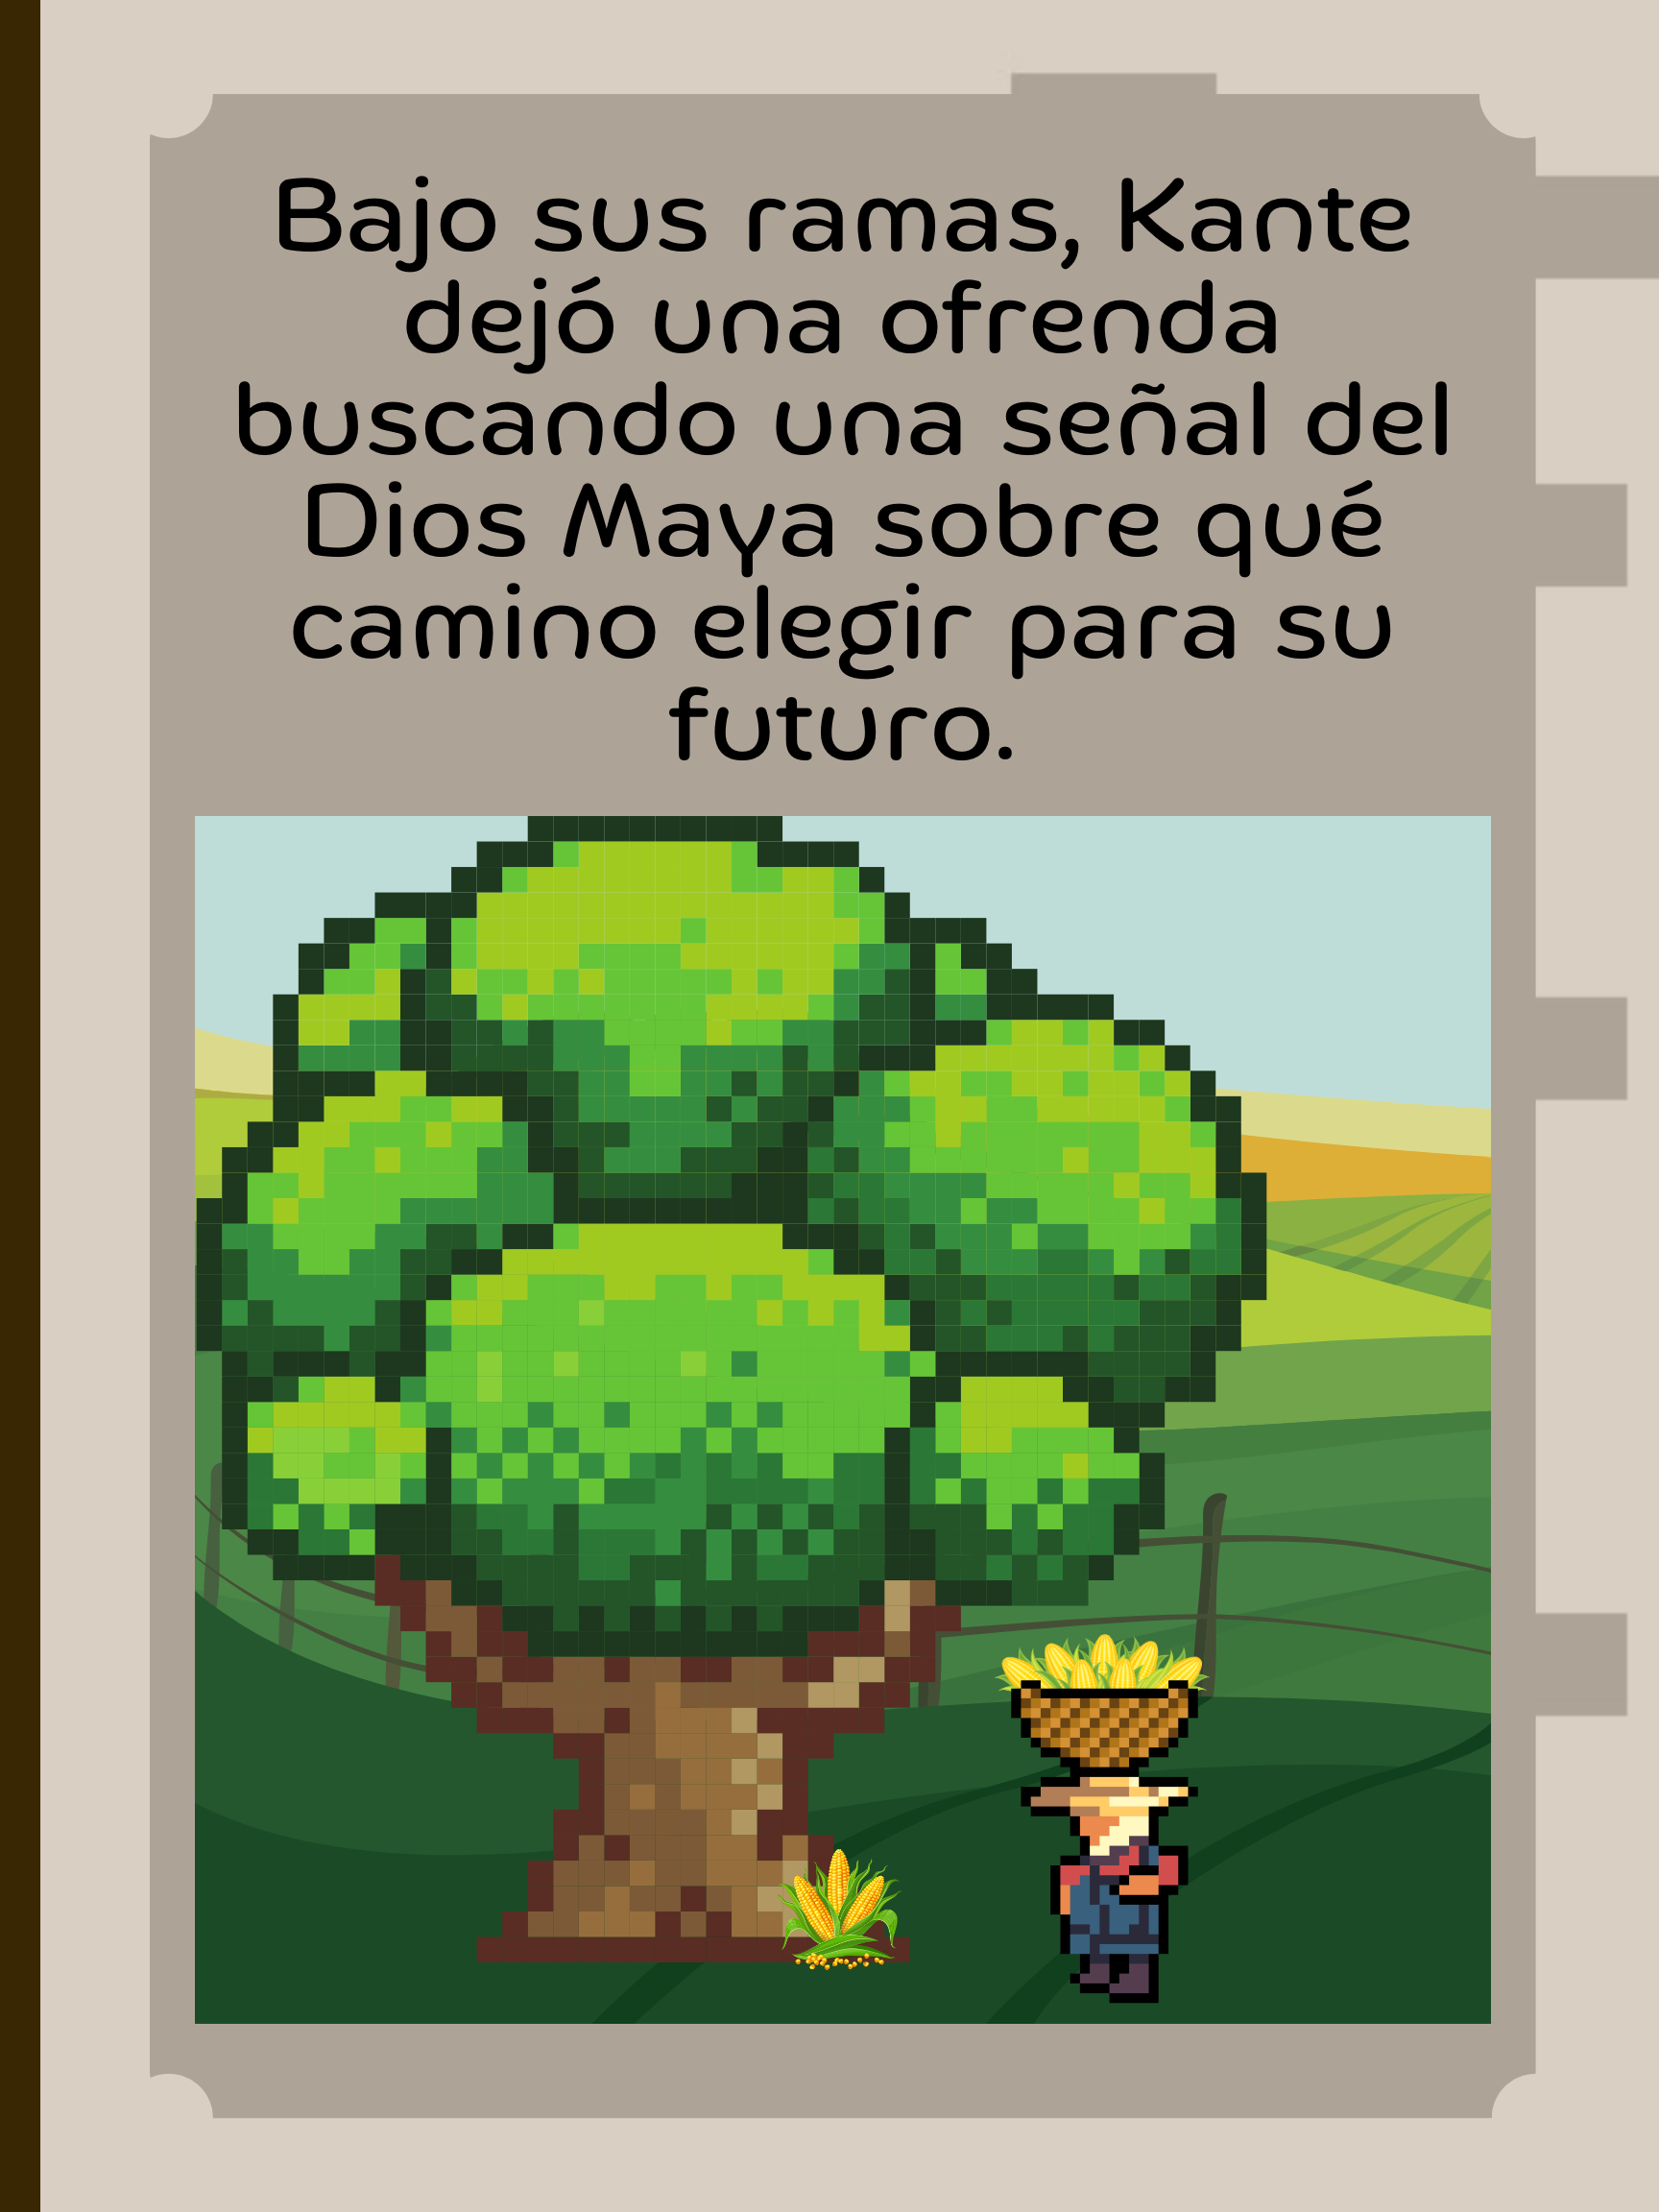 Bajo sus ramas, Kante
dejó una ofrenda
buscando una señal del
Dios Maya sobre qué
camino elegir para su
futuro.